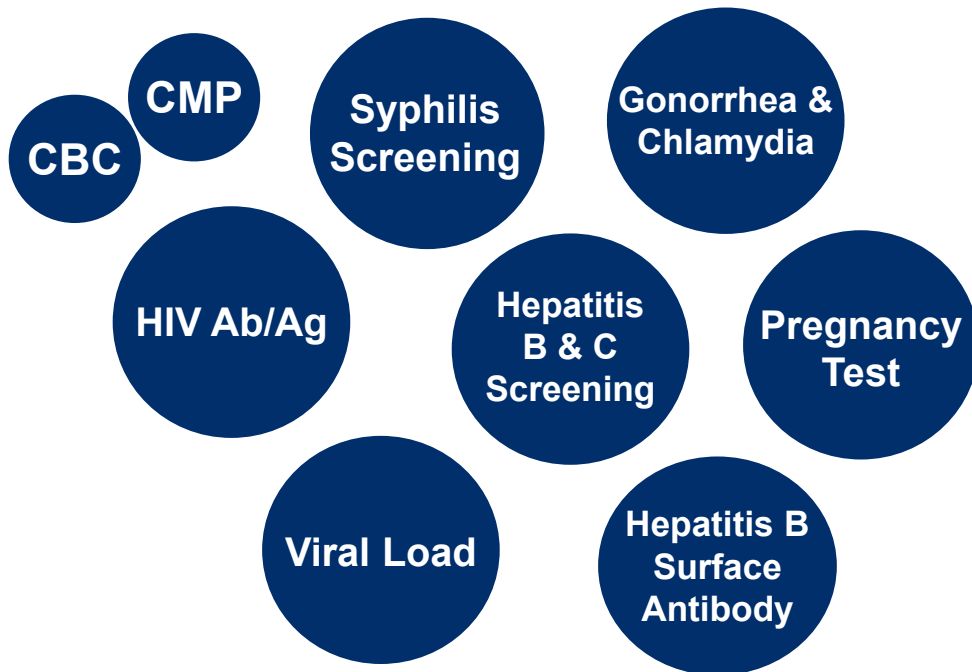 CMP
CBC
Syphilis
Screening
Gonorrhea &
Chlamydia
HIV Ab/Ag
Hepatitis
B & C
Screening
Pregnancy
Test
Viral Load
Hepatitis B
Surface
Antibody